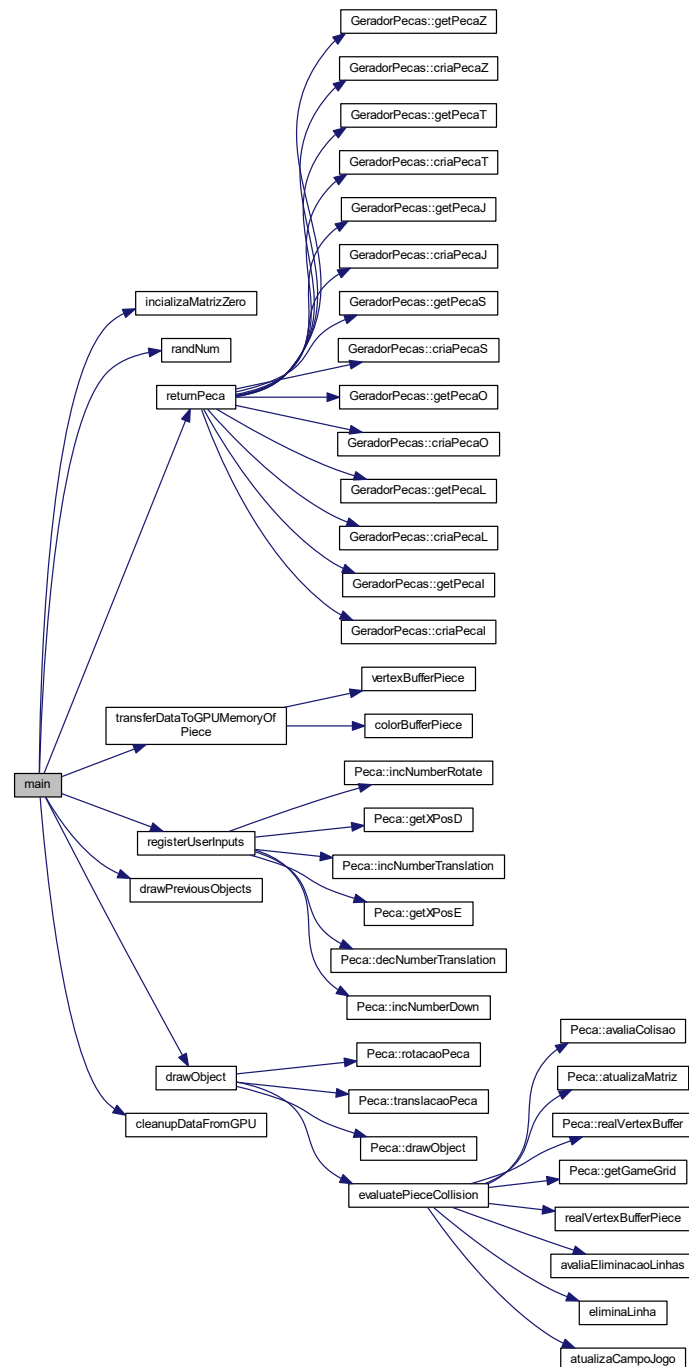 GeradorPecas::getPecaZ
GeradorPecas::criaPecaZ
GeradorPecas::getPecaT
GeradorPecas::criaPecaT
GeradorPecas::getPecaJ
GeradorPecas::criaPecaJ
incializaMatrizZero
GeradorPecas::getPecaS
randNum
GeradorPecas::criaPecaS
returnPeca
GeradorPecas::getPecaO
GeradorPecas::criaPecaO
GeradorPecas::getPecaL
GeradorPecas::criaPecaL
GeradorPecas::getPecaI
GeradorPecas::criaPecaI
vertexBufferPiece
transferDataToGPUMemoryOf
Piece
colorBufferPiece
main
Peca::incNumberRotate
Peca::getXPosD
registerUserInputs
Peca::incNumberTranslation
drawPreviousObjects
Peca::getXPosE
Peca::decNumberTranslation
Peca::incNumberDown
Peca::avaliaColisao
Peca::rotacaoPeca
drawObject
Peca::atualizaMatriz
Peca::translacaoPeca
cleanupDataFromGPU
Peca::realVertexBuffer
Peca::drawObject
Peca::getGameGrid
evaluatePieceCollision
realVertexBufferPiece
avaliaEliminacaoLinhas
eliminaLinha
atualizaCampoJogo